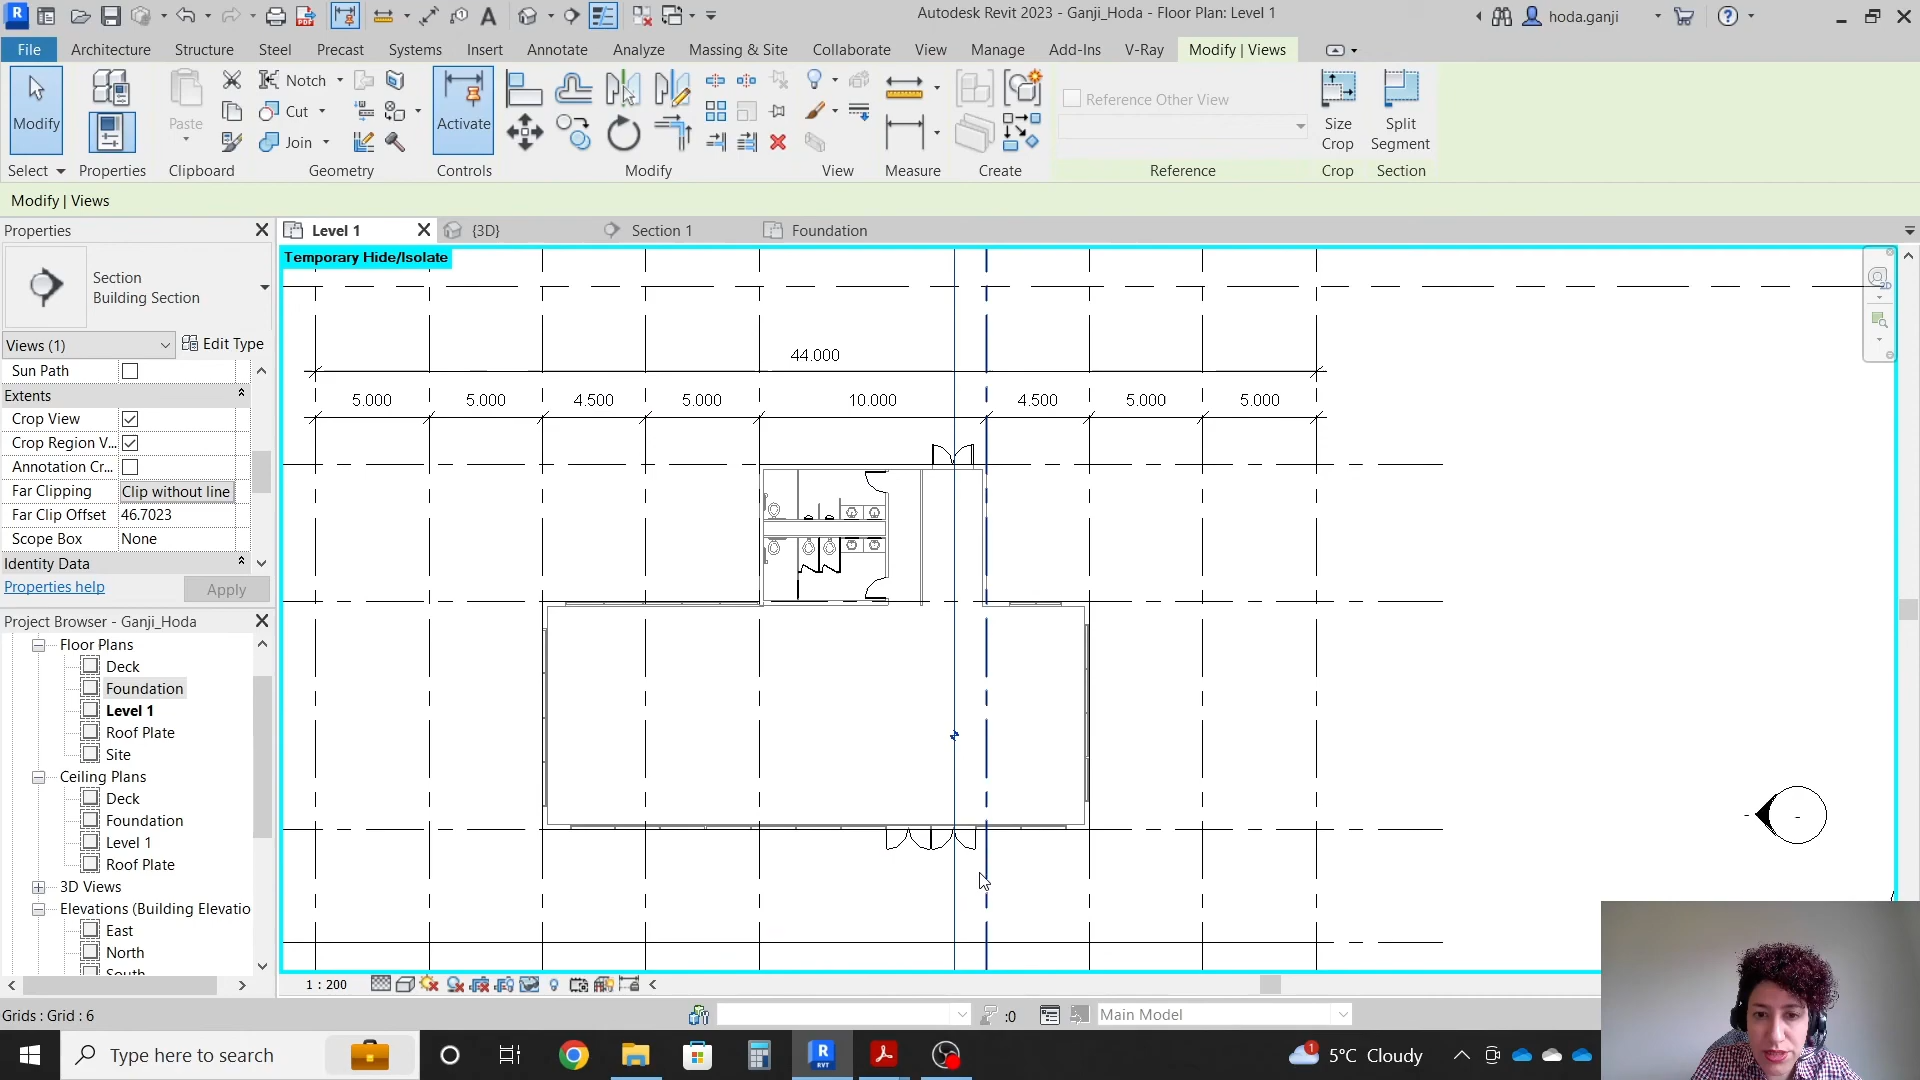 Autodesk Revit 2023 - Ganji_Hoda - Floor Plan: Level 1
hoda.ganji
File Architecture Structure Steel Precast Systems Insert Annotate Analyze Massing & Site Collaborate View Manage Add-Ins V-Ray Modify | Views
Modify
Paste
Notch
Cut
Join
Activate
Reference Other View
Size Crop
Split Segment
Select Properties Clipboard Geometry Controls Modify View Measure Create Reference Crop Section
Modify | Views
Properties
Level 1 {3D} Section 1 Foundation
Temporary Hide/Isolate
Section
Building Section
Views (1) Edit Type
Sun Path
Extents
Crop View
Crop Region V...
Annotation Cr...
Far Clipping Clip without line
Far Clip Offset 46.7023
Scope Box None
Identity Data
Properties help Apply
44.000
5.000 5.000 4.500 5.000 10.000 4.500 5.000 5.000
Project Browser - Ganji_Hoda
Floor Plans
Deck
Foundation
Level 1
Roof Plate
Site
Ceiling Plans
Deck
Foundation
Level 1
Roof Plate
3D Views
Elevations (Building Elevatio
East
North
South
1 : 200
Grids : Grid : 6
:0
Main Model
Type here to search
5°C Cloudy